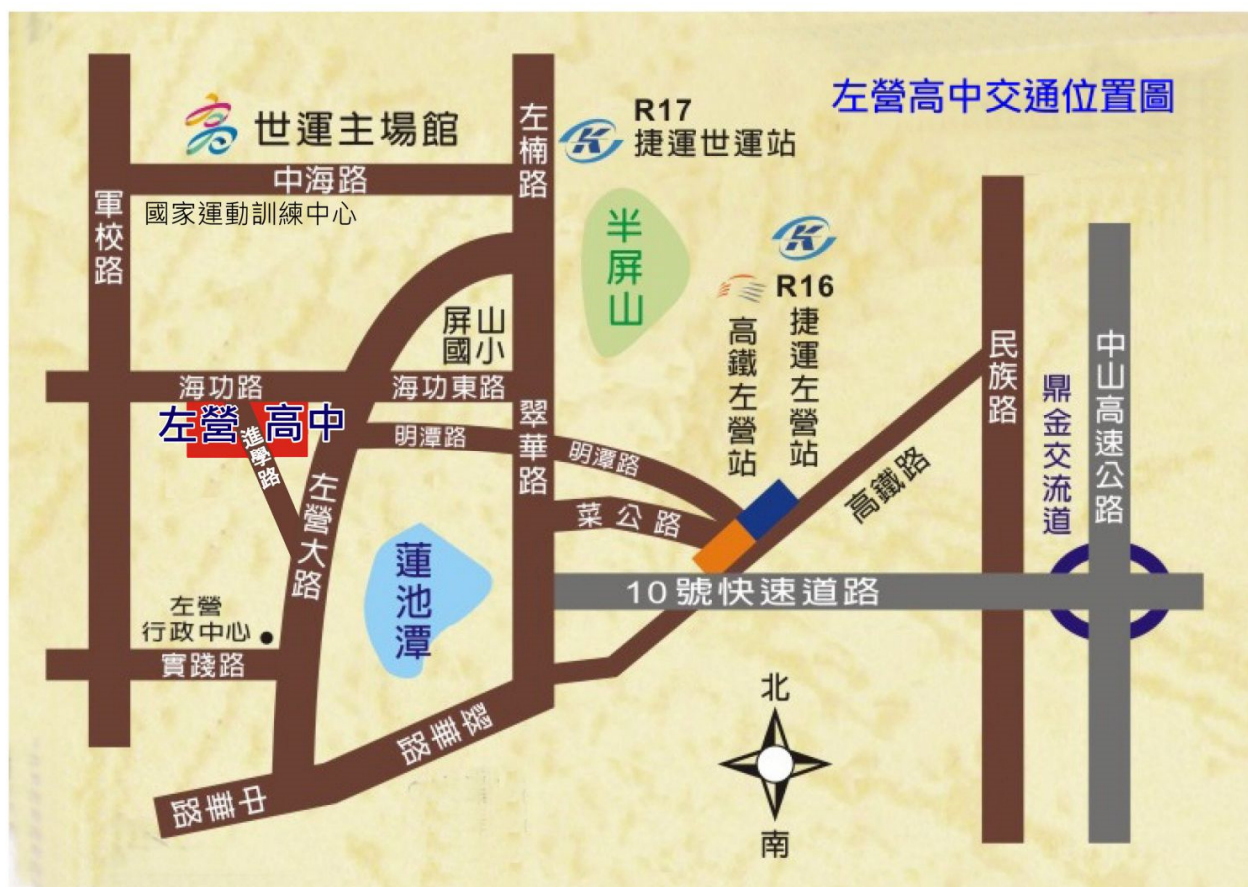 左營高中交通位置圖
世運主場館
R17
捷運世運站
左楠路
中海路
國家運動訓練中心
軍校路
半屏山
R16
捷運左營站
高鐵左營站
屏山
國小
民族路
中山高速公路
鼎金交流道
海功路
海功東路
左營高中
進學路
明潭路
翠華路
明潭路
高鐵路
左營大路
菜公路
蓮池潭
10號快速道路
左營
行政中心
實踐路
翠華路
中華路
北
南